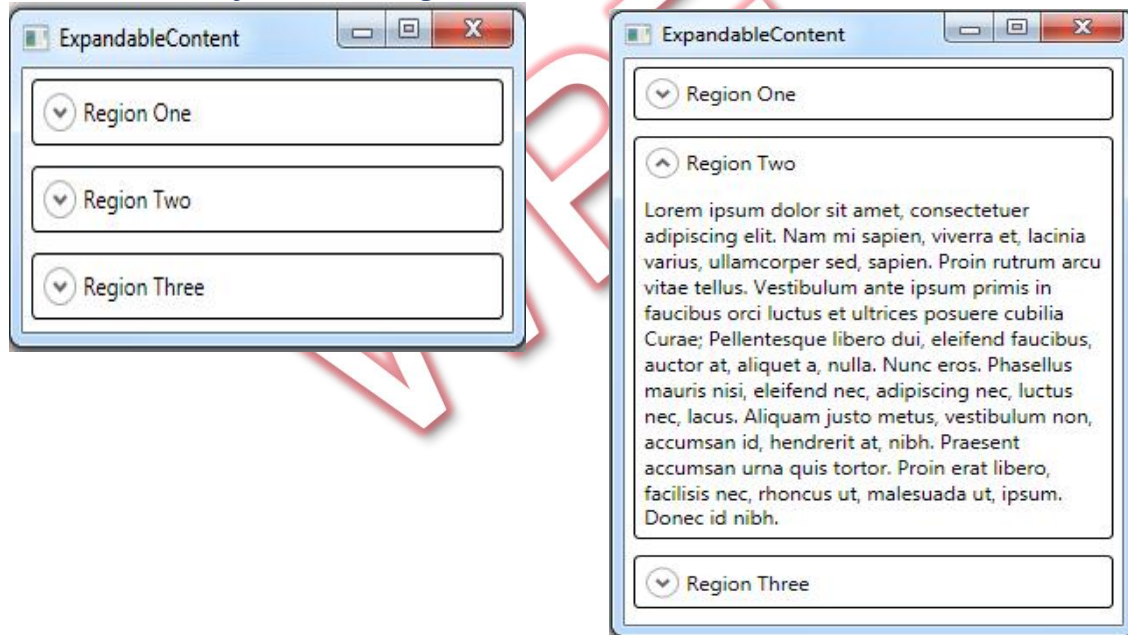 ExpandableContent
Region One
Region Two
Region Three
ExpandableContent
Region One
Region Two
Lorem ipsum dolor sit amet, consectetuer
adipiscing elit. Nam mi sapien, viverra et, lacinia
varius, ullamcorper sed, sapien. Proin rutrum arcu
vitae tellus. Vestibulum ante ipsum primis in
faucibus orci luctus et ultrices posuere cubilia
Curae; Pellentesque libero dui, eleifend faucibus,
auctor at, aliquet a, nulla. Nunc eros. Phasellus
mauris nisi, eleifend nec, adipiscing nec, luctus
nec, lacus. Aliquam justo metus, vestibulum non,
accumsan id, hendrerit at, nibh. Praesent
accumsan urna quis tortor. Proin erat libero,
facilisis nec, rhoncus ut, malesuada ut, ipsum.
Donec id nibh.
Region Three